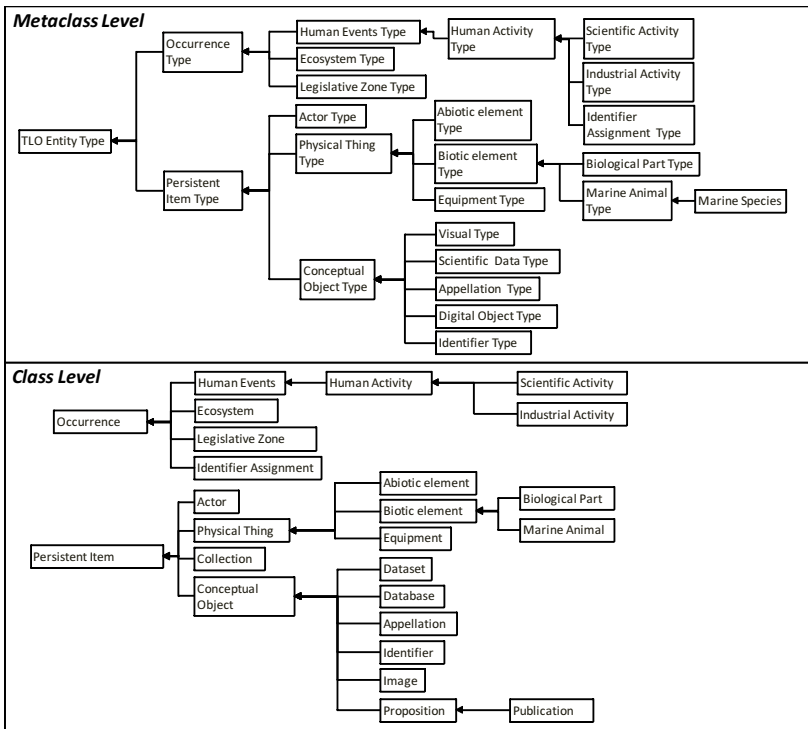 Metaclass Level
Occurrence
Type
Human Events Type
Human Activity
Type
Scientific Activity
Type
Ecosystem Type
Industrial Activity
Type
Legislative Zone Type
Identifier
Assignment Type
TLO Entity Type
Persistent
Item Type
Actor Type
Physical Thing
Type
Abiotic element
Type
Biotic element
Type
Biological Part Type
Marine Animal
Type
Marine Species
Equipment Type
Conceptual
Object Type
Visual Type
Scientific Data Type
Appellation Type
Digital Object Type
Identifier Type
Class Level
Occurrence
Human Events
Human Activity
Scientific Activity
Industrial Activity
Ecosystem
Legislative Zone
Identifier Assignment
Persistent Item
Actor
Physical Thing
Abiotic element
Biotic element
Biological Part
Marine Animal
Equipment
Collection
Conceptual
Object
Dataset
Database
Appellation
Identifier
Image
Proposition
Publication